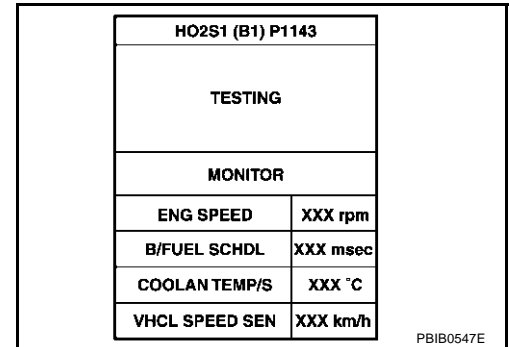 HO2S1 (B1) P1143
TESTING
MONITOR
ENG SPEED XXX rpm
B/FUEL SCHDL XXX msec
COOLAN TEMP/S XXX °C
VHCL SPEED SEN XXX km/h
PBIB0547E